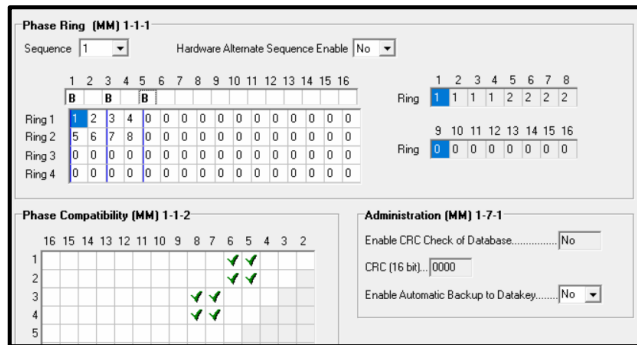 Phase Ring (MM) 1-1-1
Sequence 1 Hardware Alternate Sequence Enable No
1 2 3 4 5 6 7 8 9 10 11 12 13 14 15 16
B B B
Ring 1 1 2 3 4 0 0 0 0 0 0 0 0 0 0 0 0
Ring 2 5 6 7 8 0 0 0 0 0 0 0 0 0 0 0 0
Ring 3 0 0 0 0 0 0 0 0 0 0 0 0 0 0 0 0
Ring 4 0 0 0 0 0 0 0 0 0 0 0 0 0 0 0 0
1 2 3 4 5 6 7 8
Ring 1 1 1 1 2 2 2 2
9 10 11 12 13 14 15 16
Ring 0 0 0 0 0 0 0 0
Phase Compatibility (MM) 1-1-2
16 15 14 13 12 11 10 9 8 7 6 5 4 3 2
1 ✓ ✓
2 ✓ ✓
3 ✓ ✓
4 ✓ ✓
5
Administration (MM) 1-7-1
Enable CRC Check of Database............... No
CRC (16 bit)... 0000
Enable Automatic Backup to Datakey........ No